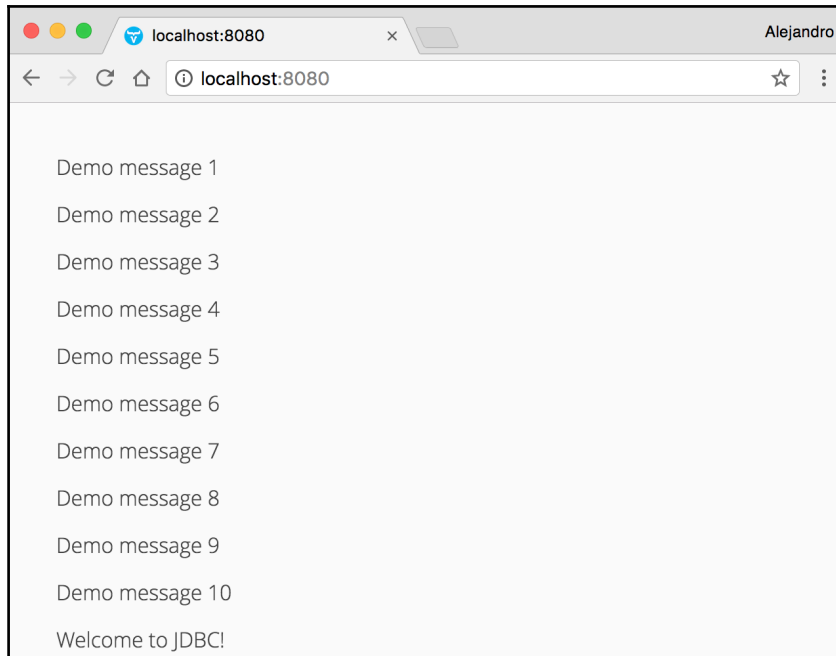 localhost:8080
Alejandro
localhost:8080
Demo message 1
Demo message 2
Demo message 3
Demo message 4
Demo message 5
Demo message 6
Demo message 7
Demo message 8
Demo message 9
Demo message 10
Welcome to JDBC!